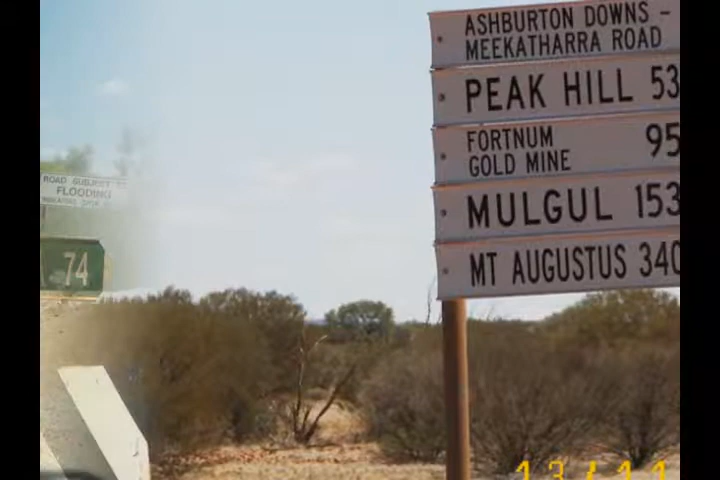 ASHBURTON DOWNS -
MEEKATHARRA ROAD
PEAK HILL 53
FORTNUM
GOLD MINE 95
MULGUL 153
MT AUGUSTUS 340
ROAD SUBJECT TO
FLOODING
74